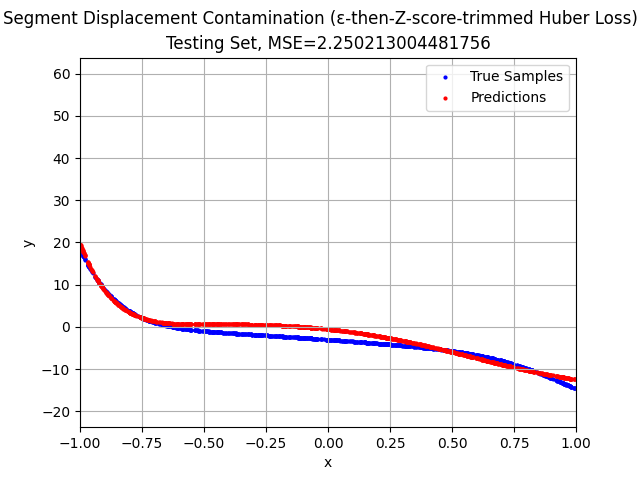 Segment Displacement Contamination (ε-then-Z-score-trimmed Huber Loss)
Testing Set, MSE=2.250213004481756
True Samples
Predictions
60
50
40
30
20
10
0
−10
−20
y
−1.00 −0.75 −0.50 −0.25 0.00 0.25 0.50 0.75 1.00
x